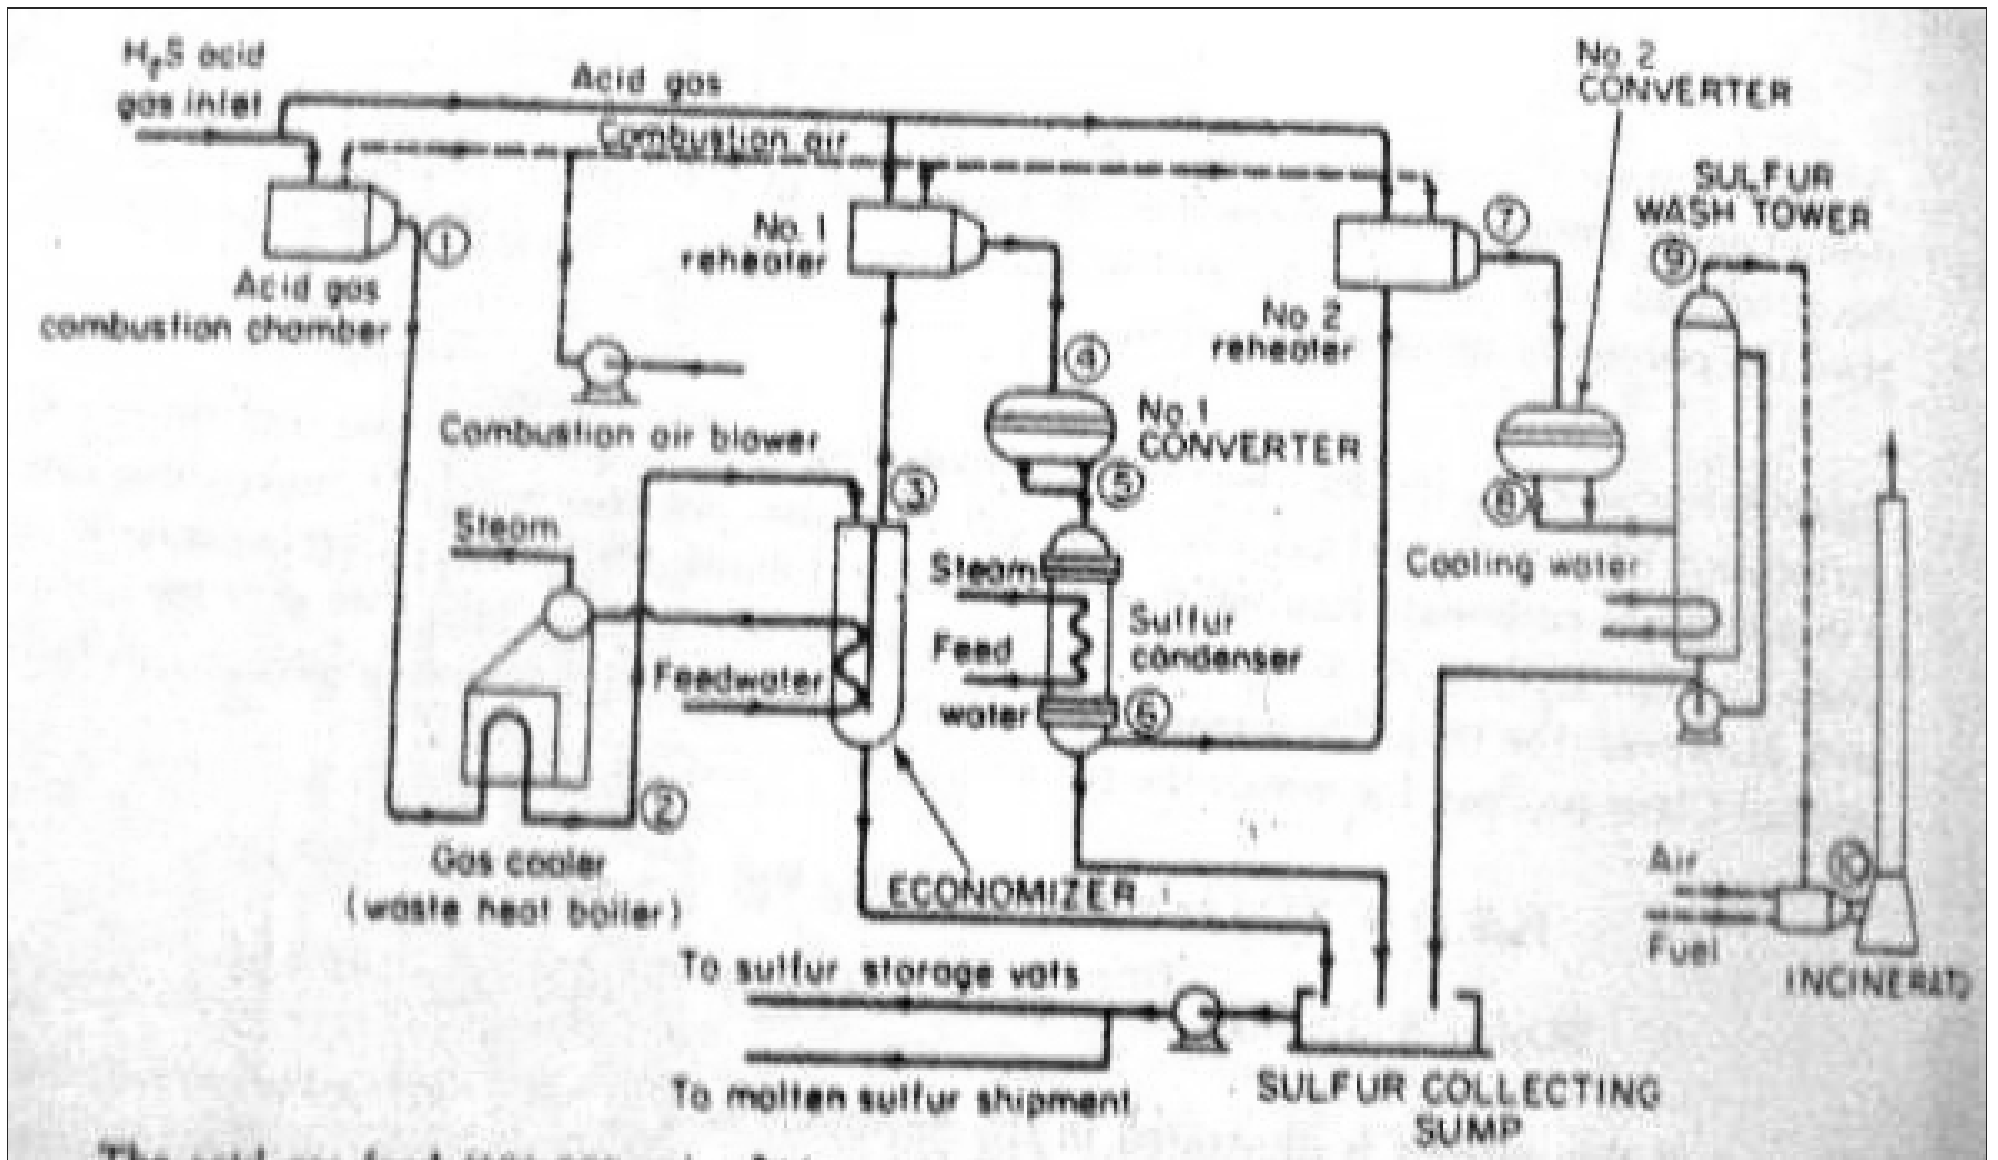 H₂S acid
gas inlet
Acid gas
Combustion air
No 2
CONVERTER
SULFUR
WASH TOWER
1
Acid gas
combustion chamber
No. 1
reheater
7
9
No 2
reheater
4
Combustion air blower
No 1
CONVERTER
3
5
8
Steam
Steam
Cooling water
Sulfur
condenser
Feed
water
Feedwater
6
2
Gas cooler
(waste heat boiler)
ECONOMIZER
Air
10
Fuel
INCINERATO
To sulfur storage vats
To molten sulfur shipment
SULFUR COLLECTING
SUMP